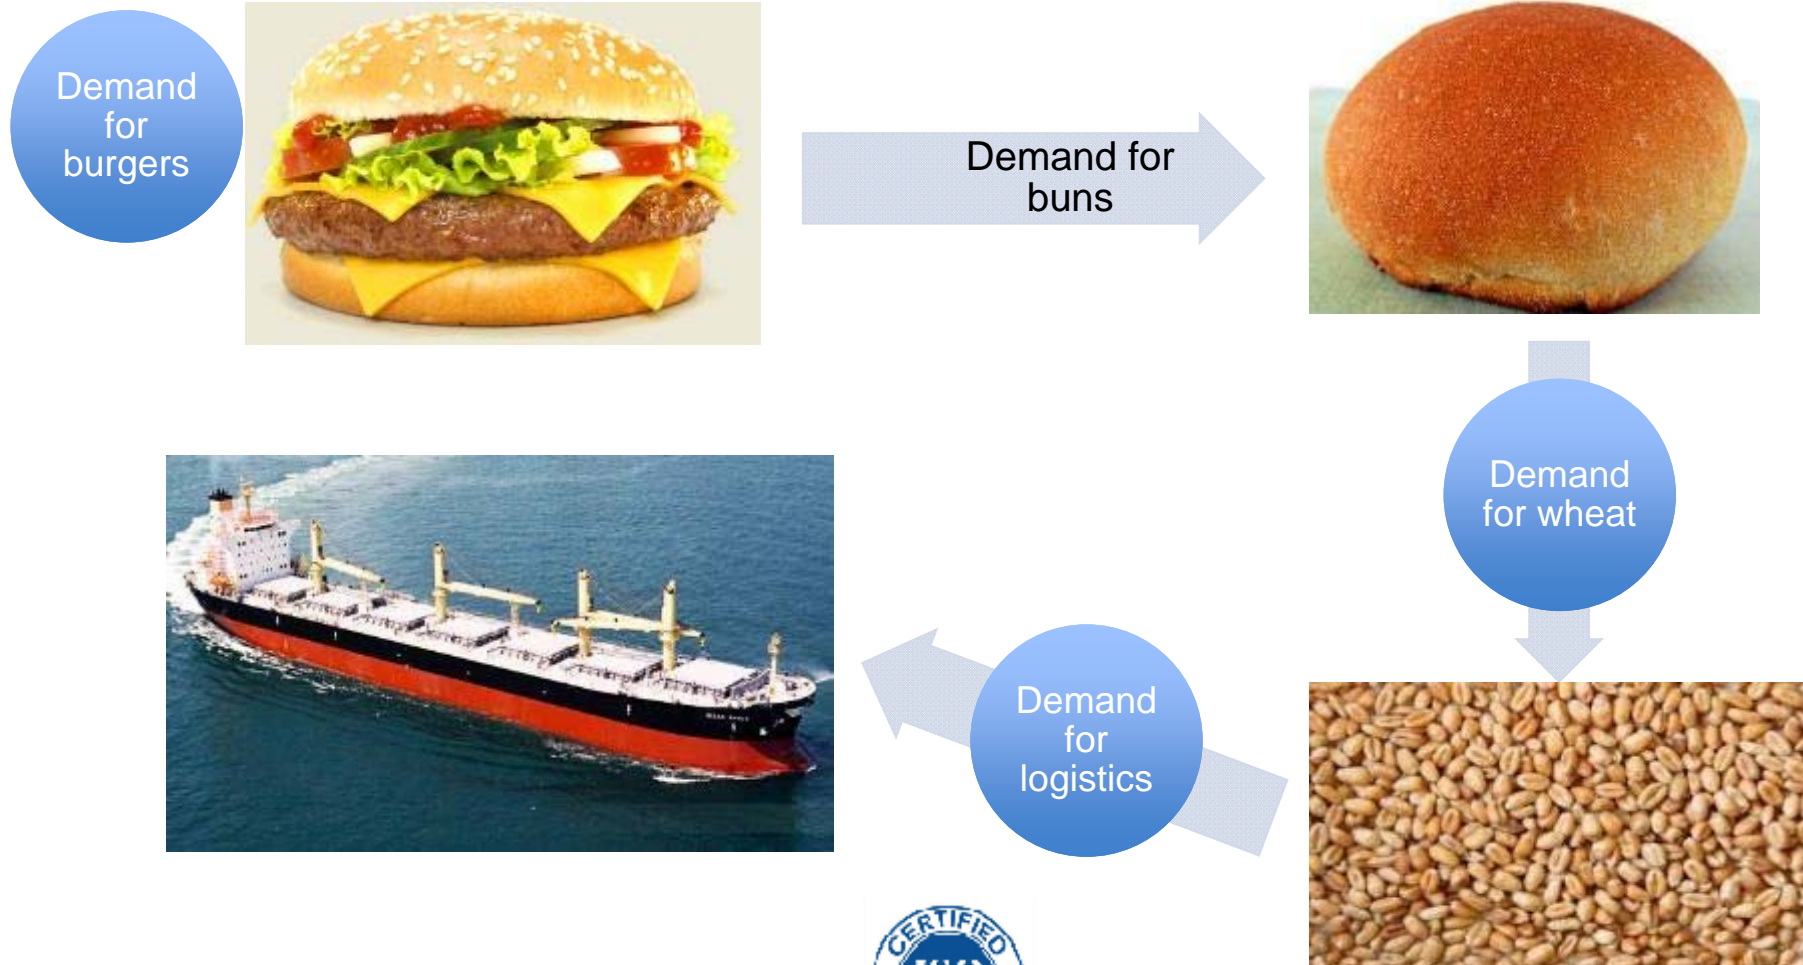 Demand
for
burgers
Demand for
buns
Demand
for wheat
Demand
for
logistics
CERTIFIED